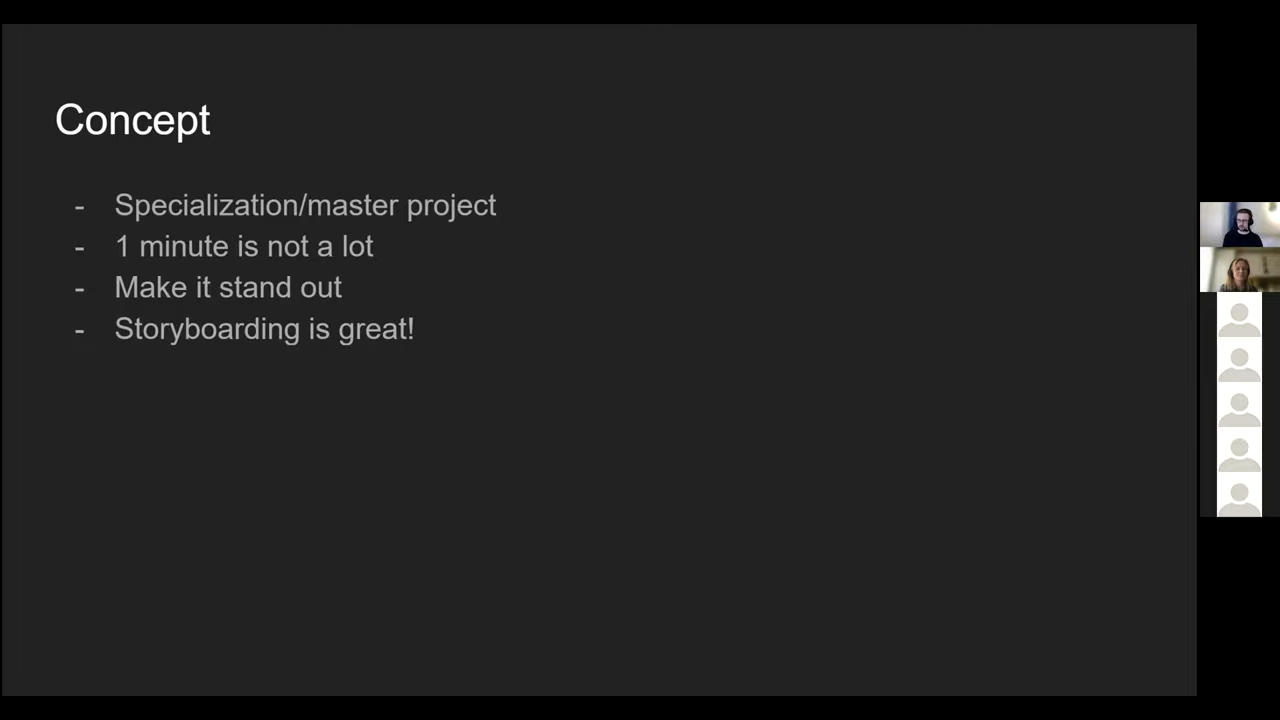 Concept
- Specialization/master project
- 1 minute is not a lot
- Make it stand out
- Storyboarding is great!